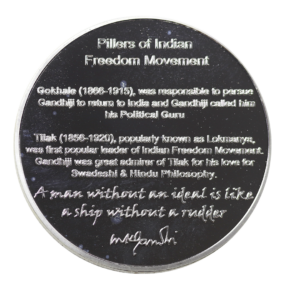 Pillers of Indian
Freedom Movement
Gokhale (1866-1915), was responsible to persue
Gandhiji to return to India and Gandhiji called him
his Political Guru
Tilak (1856-1920), popularly known as Lokmanya,
was first popular leader of Indian Freedom Movement.
Gandhiji was great admirer of Tilak for his love for
Swadeshi & Hindu Philosophy.
A man without an ideal is like
a ship without a rudder
MKGandhi